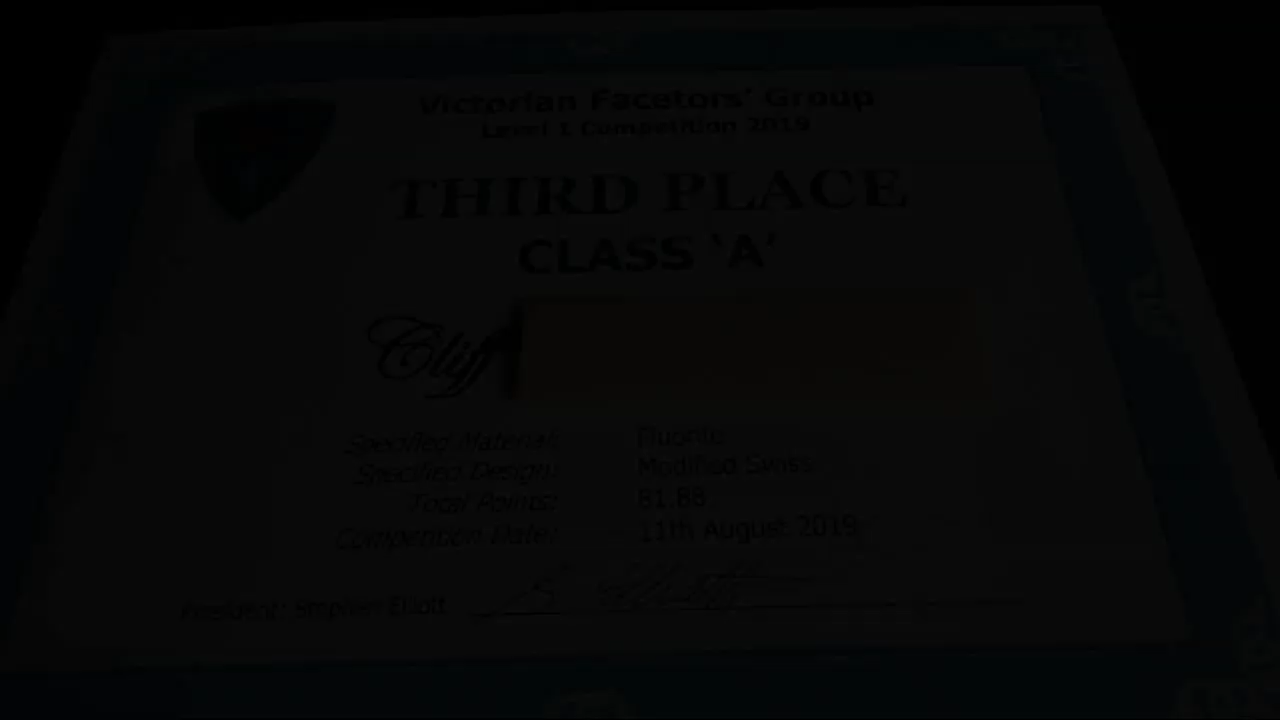 Victorian Facetors' Group
Level 1 Competition 2019
THIRD PLACE
CLASS 'A'
Cliff
Specified Material: Fluorite
Specified Design: Modified Swiss
Total Points: 81.88
Competition Date: 11th August 2019
President: Stephen Elliott